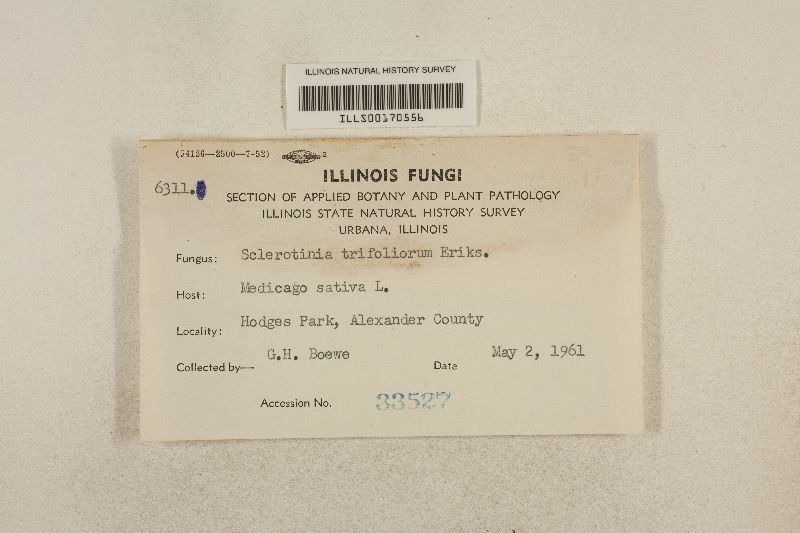 ILLINOIS NATURAL HISTORY SURVEY
ILLS00170556
(34136—2500—7-52) 2
ILLINOIS FUNGI
6311.
SECTION OF APPLIED BOTANY AND PLANT PATHOLOGY
ILLINOIS STATE NATURAL HISTORY SURVEY
URBANA, ILLINOIS
Fungus: Sclerotinia trifoliorum Eriks.
Host: Medicago sativa L.
Locality: Hodges Park, Alexander County
Collected by— G.H. Boewe Date May 2, 1961
Accession No. 33527